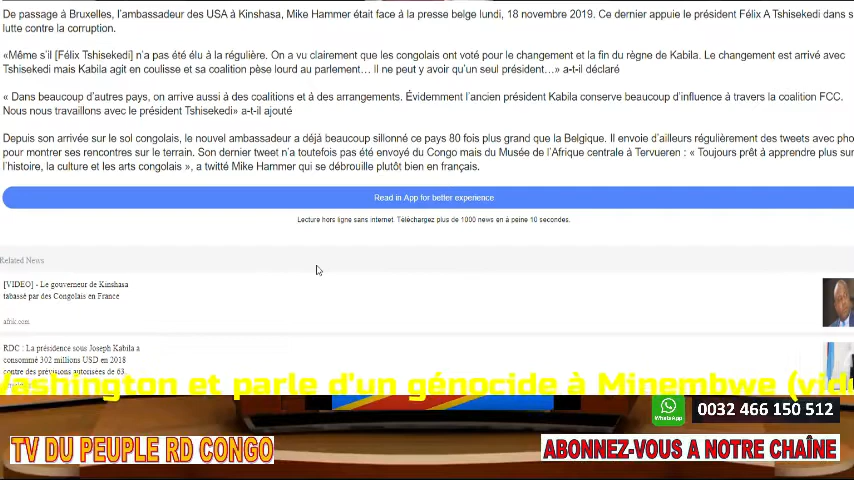 De passage à Bruxelles, l'ambassadeur des USA à Kinshasa, Mike Hammer était face à la presse belge lundi, 18 novembre 2019. Ce dernier appuie le président Félix A Tshisekedi dans s
lutte contre la corruption.
«Même s'il [Félix Tshisekedi] n'a pas été élu à la régulière. On a vu clairement que les congolais ont voté pour le changement et la fin du règne de Kabila. Le changement est arrivé avec
Tshisekedi mais Kabila agit en coulisse et sa coalition pèse lourd au parlement… Il ne peut y avoir qu'un seul président…» a-t-il déclaré
« Dans beaucoup d'autres pays, on arrive aussi à des coalitions et à des arrangements. Évidemment l'ancien président Kabila conserve beaucoup d'influence à travers la coalition FCC.
Nous nous travaillons avec le président Tshisekedi» a-t-il ajouté
Depuis son arrivée sur le sol congolais, le nouvel ambassadeur a déjà beaucoup sillonné ce pays 80 fois plus grand que la Belgique. Il envoie d'ailleurs régulièrement des tweets avec pho
pour montrer ses rencontres sur le terrain. Son dernier tweet n'a toutefois pas été envoyé du Congo mais du Musée de l'Afrique centrale à Tervueren : « Toujours prêt à apprendre plus sur
l'histoire, la culture et les arts congolais », a twitté Mike Hammer qui se débrouille plutôt bien en français.
Read in App for better experience
Lecture hors ligne sans internet. Téléchargez plus de 1000 news en à peine 10 secondes.
Related News
[VIDEO] - Le gouverneur de Kinshasa
tabassé par des Congolais en France
afrik.com
RDC : La présidence sous Joseph Kabila a
consommé 302 millions USD en 2018
contre des prévisions autorisées de 63
Washington et parle d'un génocide à Minembwe (vid
WhatsApp
0032 466 150 512
TV DU PEUPLE RD CONGO
ABONNEZ-VOUS A NOTRE CHAÎNE